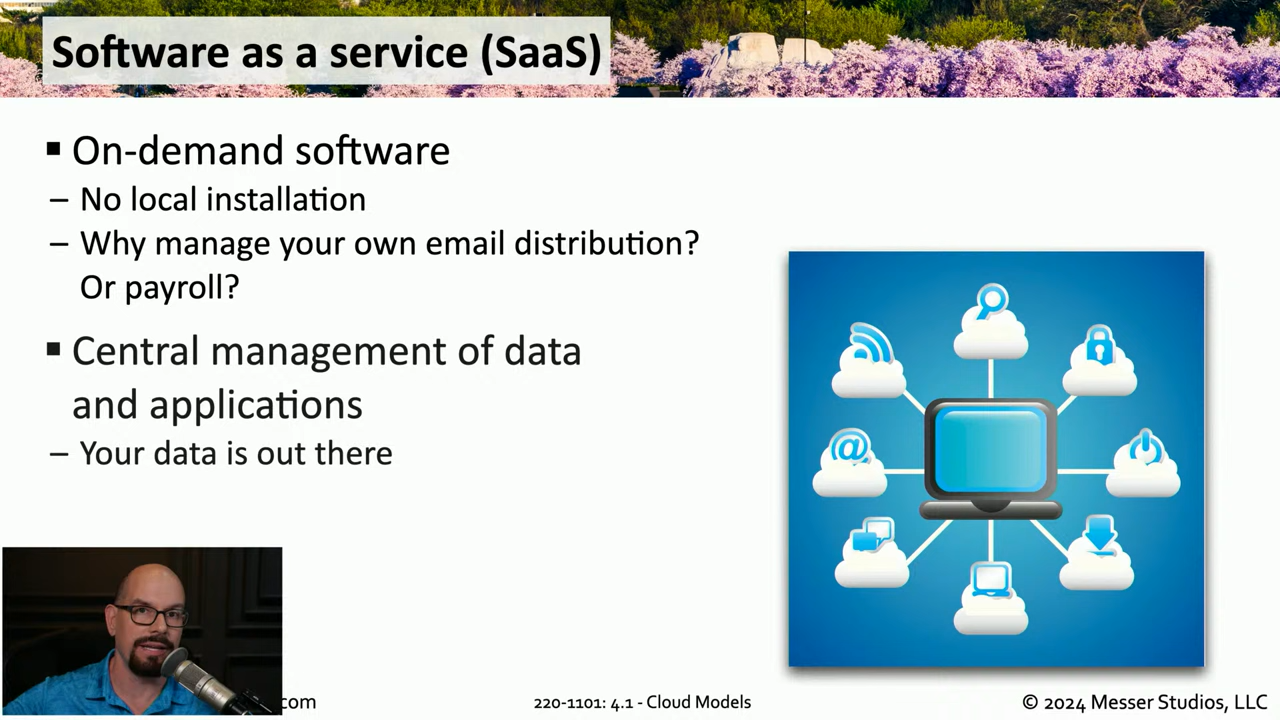 Software as a service (SaaS)
▪ On-demand software
– No local installation
– Why manage your own email distribution?
Or payroll?
▪ Central management of data
and applications
– Your data is out there
@
com
220-1101: 4.1 - Cloud Models
© 2024 Messer Studios, LLC